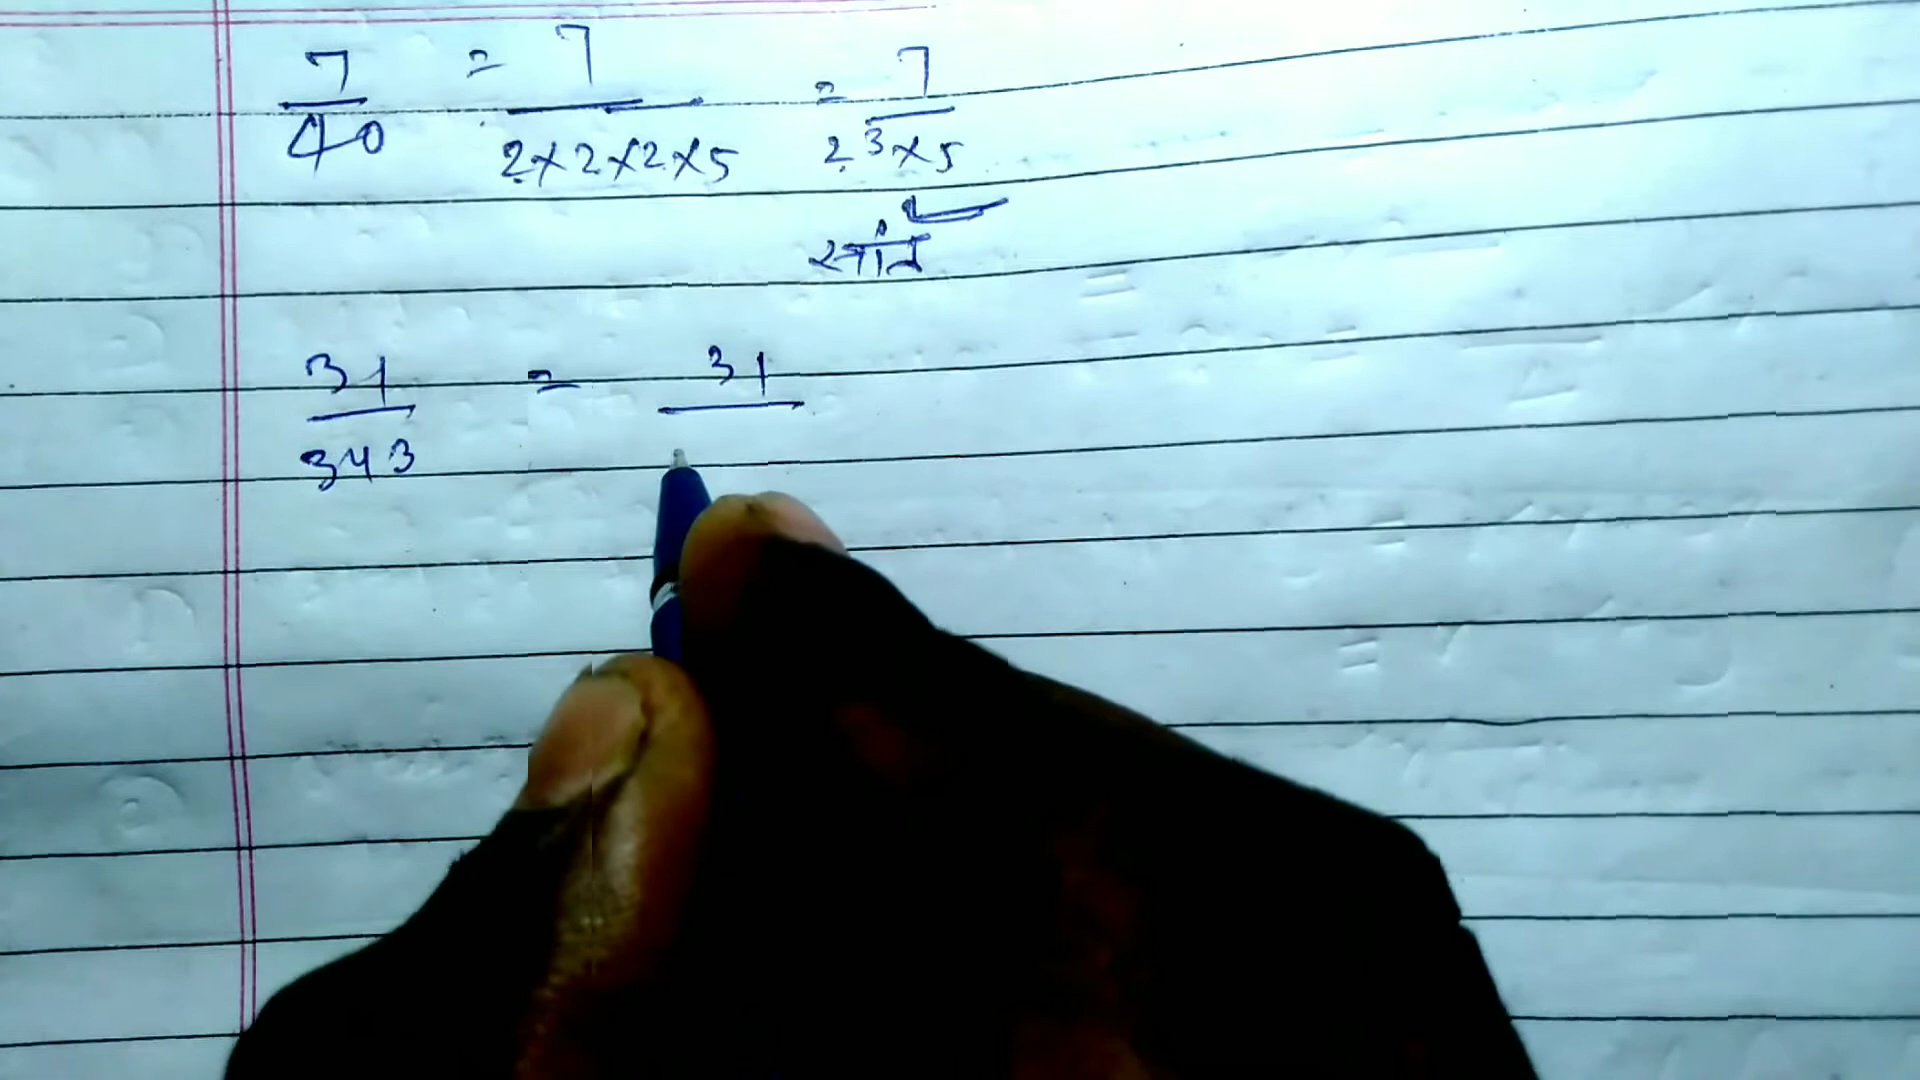 7/40 = 7/2×2×2×5 = 7/2³×5
सांत
31/343 = 31